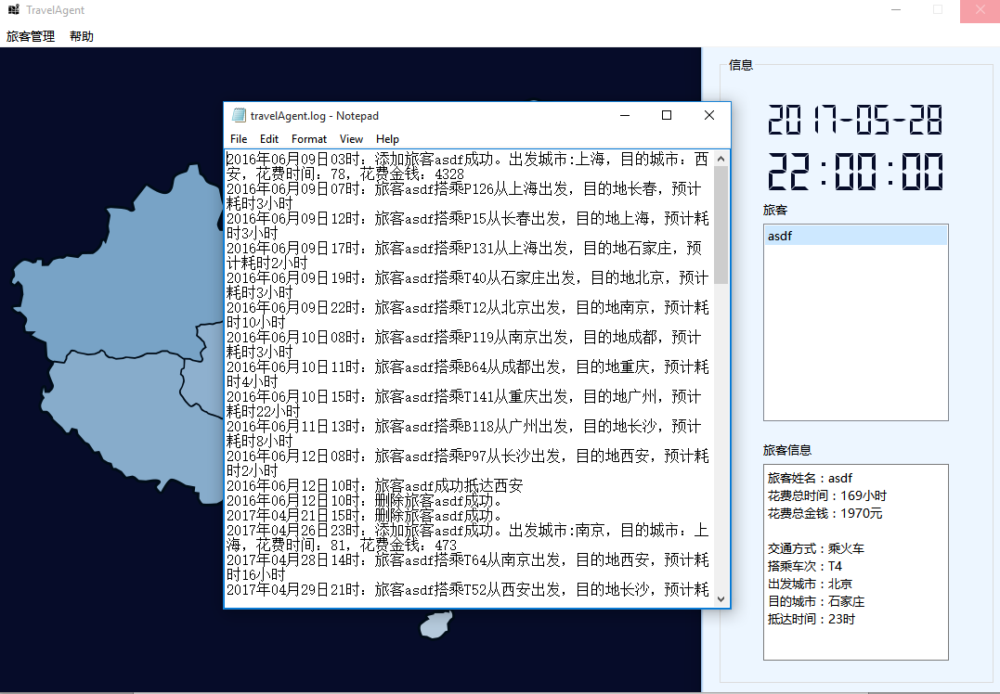 TravelAgent
旅客管理 帮助
travelAgent.log - Notepad
File Edit Format View Help
2016年06月09日03时：添加旅客asdf成功。出发城市:上海，目的城市：西
安，花费时间：78，花费金钱：4328
2016年06月09日07时：旅客asdf搭乘P126从上海出发，目的地长春，预计
耗时3小时
2016年06月09日12时：旅客asdf搭乘P15从长春出发，目的地上海，预计耗
时3小时
2016年06月09日17时：旅客asdf搭乘P131从上海出发，目的地石家庄，预
计耗时2小时
2016年06月09日19时：旅客asdf搭乘T40从石家庄出发，目的地北京，预计
耗时3小时
2016年06月09日22时：旅客asdf搭乘T12从北京出发，目的地南京，预计耗
时10小时
2016年06月10日08时：旅客asdf搭乘P119从南京出发，目的地成都，预计
耗时3小时
2016年06月10日11时：旅客asdf搭乘B64从成都出发，目的地重庆，预计耗
时4小时
2016年06月10日15时：旅客asdf搭乘T141从重庆出发，目的地广州，预计
耗时22小时
2016年06月11日13时：旅客asdf搭乘B118从广州出发，目的地长沙，预计
耗时8小时
2016年06月12日08时：旅客asdf搭乘P97从长沙出发，目的地西安，预计耗
时2小时
2016年06月12日10时：旅客asdf成功抵达西安
2016年06月12日10时：删除旅客asdf成功。
2017年04月21日15时：删除旅客asdf成功。
2017年04月26日23时：添加旅客asdf成功。出发城市:南京，目的城市：上
海，花费时间：81，花费金钱：473
2017年04月28日14时：旅客asdf搭乘T64从南京出发，目的地西安，预计耗
时16小时
2017年04月29日21时：旅客asdf搭乘T52从西安出发，目的地长沙，预计耗
信息
2017-05-28
22:00:00
旅客
asdf
旅客信息
旅客姓名：asdf
花费总时间：169小时
花费总金钱：1970元
交通方式：乘火车
搭乘车次：T4
出发城市：北京
目的城市：石家庄
抵达时间：23时